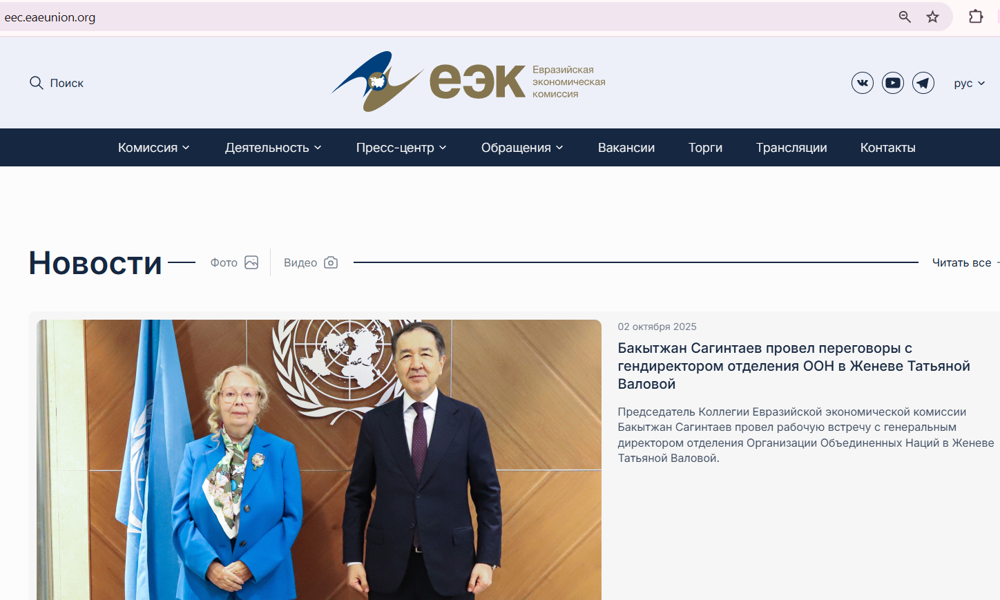 eec.eaeunion.org
Поиск
еэк
Евразийская
экономическая
комиссия
рус
Комиссия
Деятельность
Пресс-центр
Обращения
Вакансии
Торги
Трансляции
Контакты
Новости
Фото
Видео
Читать все
02 октября 2025
Бакытжан Сагинтаев провел переговоры с
гендиректором отделения ООН в Женеве Татьяной
Валовой
Председатель Коллегии Евразийской экономической комиссии
Бакытжан Сагинтаев провел рабочую встречу с генеральным
директором отделения Организации Объединенных Наций в Женеве
Татьяной Валовой.